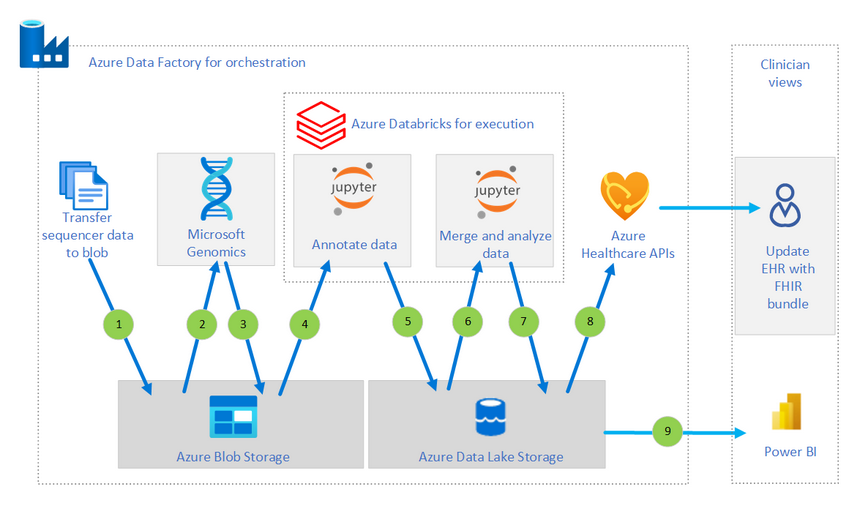 Azure Data Factory for orchestration
Clinician
views
Azure Databricks for execution
Transfer
sequencer data
to blob
Microsoft
Genomics
jupyter
Annotate data
jupyter
Merge and analyze
data
Azure
Healthcare APIs
Update
EHR with
FHIR
bundle
1
2
3
4
5
6
7
8
Azure Blob Storage
Azure Data Lake Storage
9
Power BI